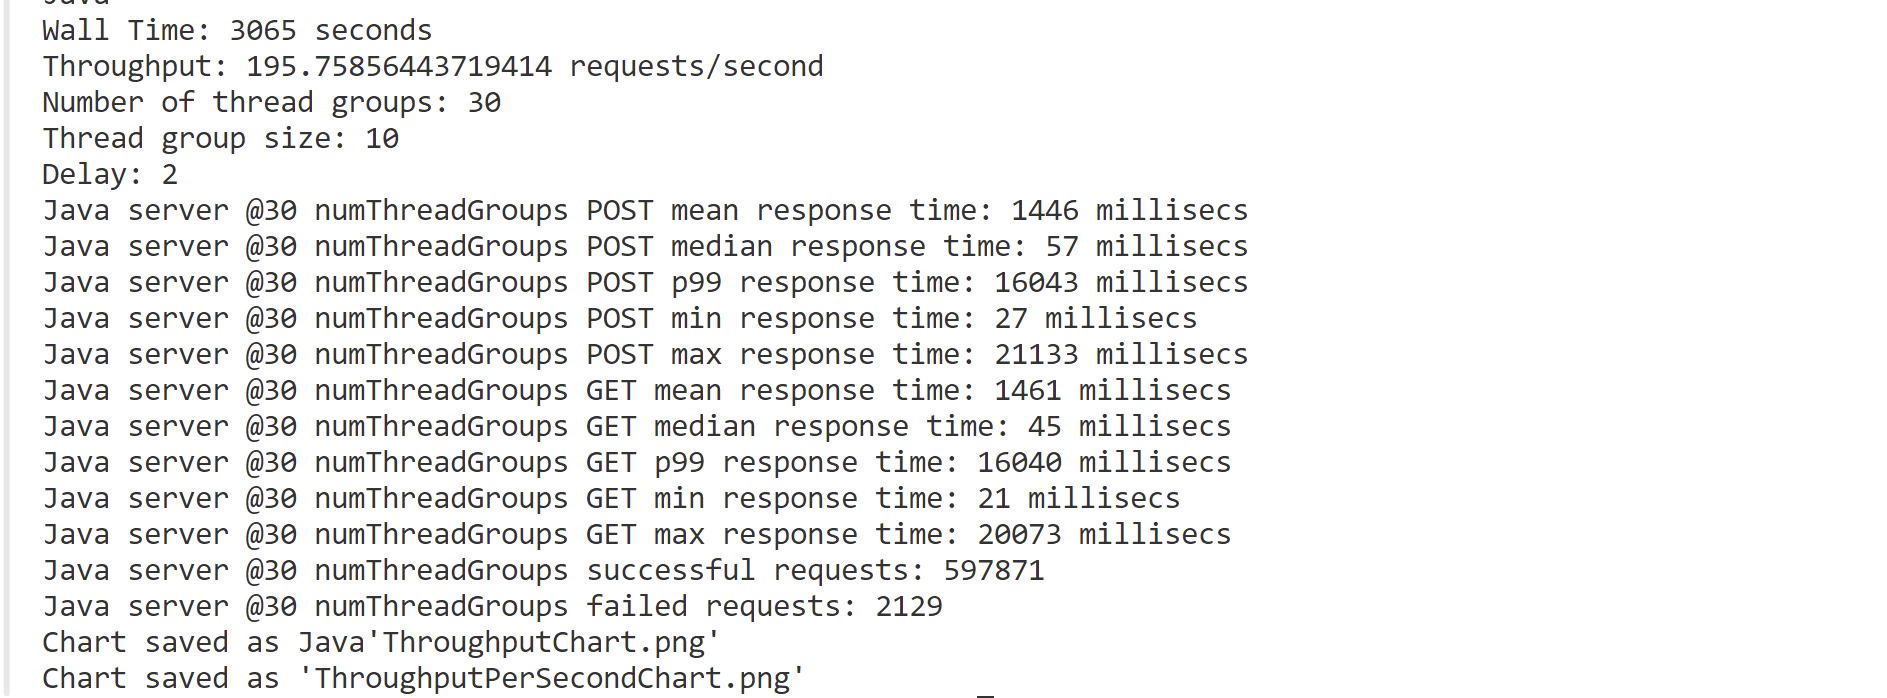 Java
Wall Time: 3065 seconds
Throughput: 195.75856443719414 requests/second
Number of thread groups: 30
Thread group size: 10
Delay: 2
Java server @30 numThreadGroups POST mean response time: 1446 millisecs
Java server @30 numThreadGroups POST median response time: 57 millisecs
Java server @30 numThreadGroups POST p99 response time: 16043 millisecs
Java server @30 numThreadGroups POST min response time: 27 millisecs
Java server @30 numThreadGroups POST max response time: 21133 millisecs
Java server @30 numThreadGroups GET mean response time: 1461 millisecs
Java server @30 numThreadGroups GET median response time: 45 millisecs
Java server @30 numThreadGroups GET p99 response time: 16040 millisecs
Java server @30 numThreadGroups GET min response time: 21 millisecs
Java server @30 numThreadGroups GET max response time: 20073 millisecs
Java server @30 numThreadGroups successful requests: 597871
Java server @30 numThreadGroups failed requests: 2129
Chart saved as Java'ThroughputChart.png'
Chart saved as 'ThroughputPerSecondChart.png'